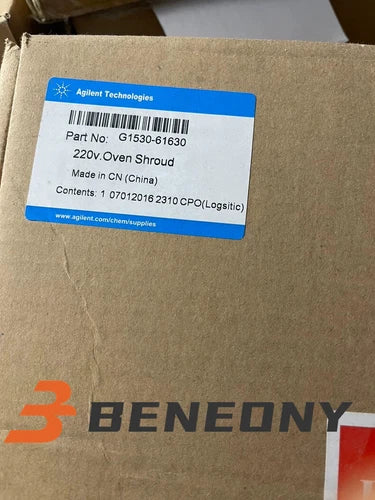 Agilent Technologies
Part No: G1530-61630
220v.Oven Shroud
Made in CN (China)
Contents: 1 07012016 2310 CPO(Logsitic)
www.agilent.com/chem/supplies
BENEONY